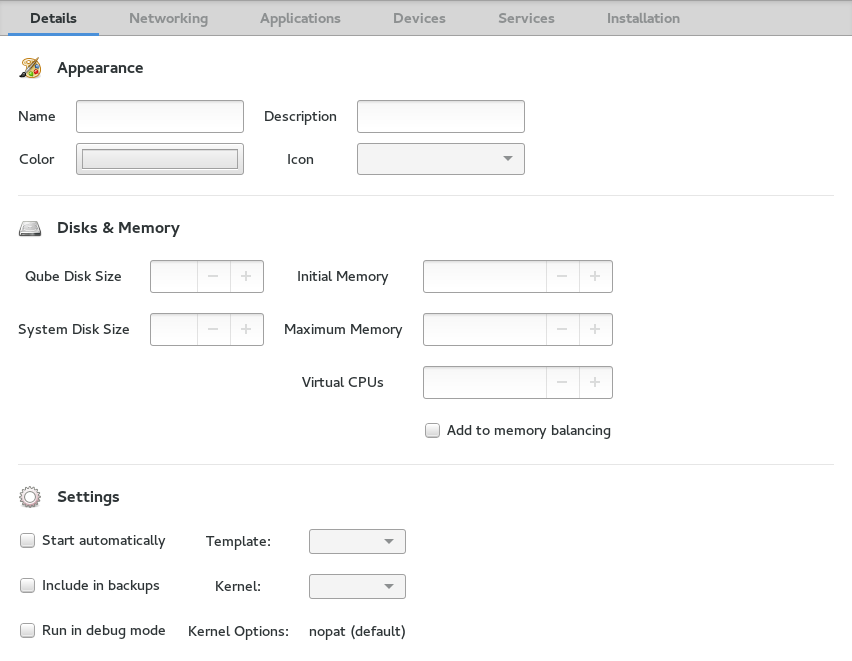 Details Networking Applications Devices Services Installation
Appearance
Name Description
Color Icon
Disks & Memory
Qube Disk Size Initial Memory
System Disk Size Maximum Memory
Virtual CPUs
Add to memory balancing
Settings
Start automatically Template:
Include in backups Kernel:
Run in debug mode Kernel Options: nopat (default)